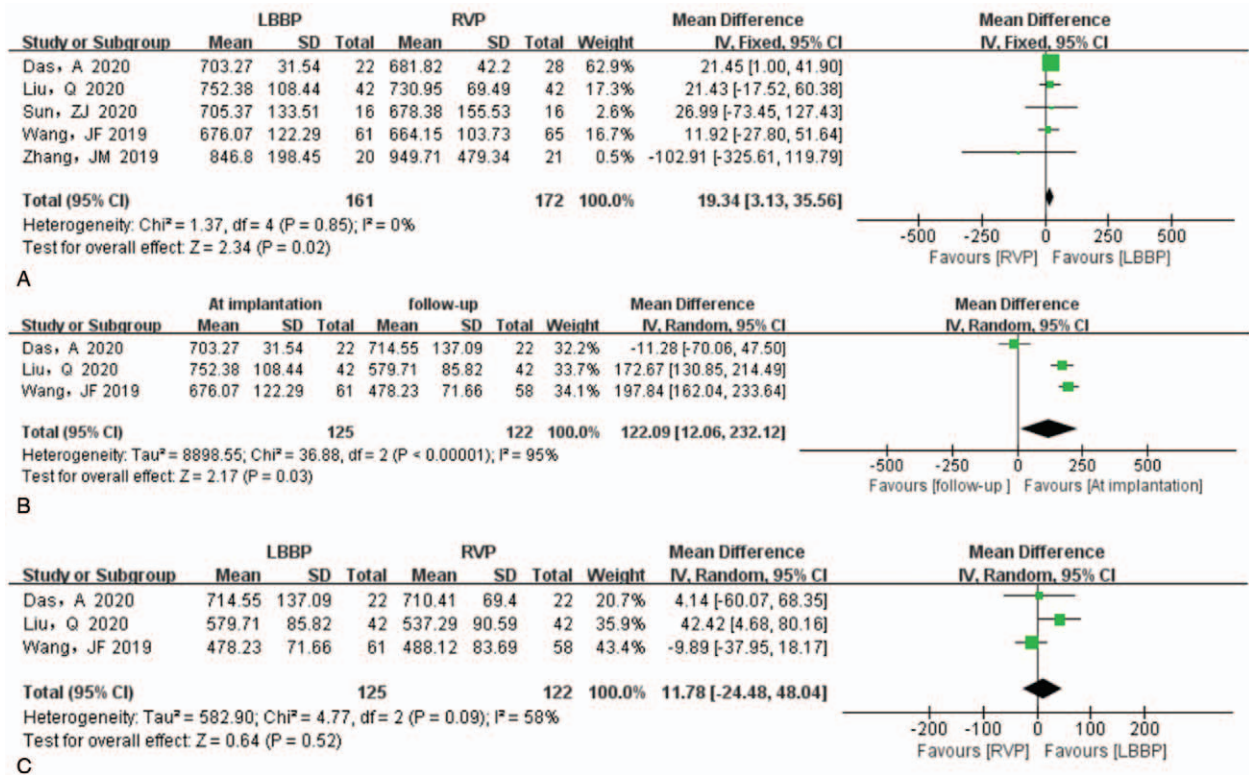 LBBP RVP Mean Difference Mean Difference
Study or Subgroup Mean SD Total Mean SD Total Weight IV, Fixed, 95% CI IV, Fixed, 95% CI
Das, A 2020 703.27 31.54 22 681.82 42.2 28 62.9% 21.45 [1.00, 41.90]
Liu, Q 2020 752.38 108.44 42 730.95 69.49 42 17.3% 21.43 [-17.52, 60.38]
Sun, ZJ 2020 705.37 133.51 16 678.38 155.53 16 2.6% 26.99 [-73.45, 127.43]
Wang, JF 2019 676.07 122.29 61 664.15 103.73 65 16.7% 11.92 [-27.80, 51.64]
Zhang, JM 2019 846.8 198.45 20 949.71 479.34 21 0.5% -102.91 [-325.61, 119.79]
Total (95% CI) 161 172 100.0% 19.34 [3.13, 35.56]
Heterogeneity: Chi² = 1.37, df = 4 (P = 0.85); I² = 0%
Test for overall effect: Z = 2.34 (P = 0.02)
-500 -250 0 250 500
Favours [RVP] Favours [LBBP]
A
At implantation follow-up Mean Difference Mean Difference
Study or Subgroup Mean SD Total Mean SD Total Weight IV, Random, 95% CI IV, Random, 95% CI
Das, A 2020 703.27 31.54 22 714.55 137.09 22 32.2% -11.28 [-70.06, 47.50]
Liu, Q 2020 752.38 108.44 42 579.71 85.82 42 33.7% 172.67 [130.85, 214.49]
Wang, JF 2019 676.07 122.29 61 478.23 71.66 58 34.1% 197.84 [162.04, 233.64]
Total (95% CI) 125 122 100.0% 122.09 [12.06, 232.12]
Heterogeneity: Tau² = 8898.55; Chi² = 36.88, df = 2 (P < 0.00001); I² = 95%
Test for overall effect: Z = 2.17 (P = 0.03)
-500 -250 0 250 500
Favours [follow-up ] Favours [At implantation]
B
LBBP RVP Mean Difference Mean Difference
Study or Subgroup Mean SD Total Mean SD Total Weight IV, Random, 95% CI IV, Random, 95% CI
Das, A 2020 714.55 137.09 22 710.41 69.4 22 20.7% 4.14 [-60.07, 68.35]
Liu, Q 2020 579.71 85.82 42 537.29 90.59 42 35.9% 42.42 [4.68, 80.16]
Wang, JF 2019 478.23 71.66 61 488.12 83.69 58 43.4% -9.89 [-37.95, 18.17]
Total (95% CI) 125 122 100.0% 11.78 [-24.48, 48.04]
Heterogeneity: Tau² = 582.90; Chi² = 4.77, df = 2 (P = 0.09); I² = 58%
Test for overall effect: Z = 0.64 (P = 0.52)
-200 -100 0 100 200
Favours [RVP] Favours [LBBP]
C